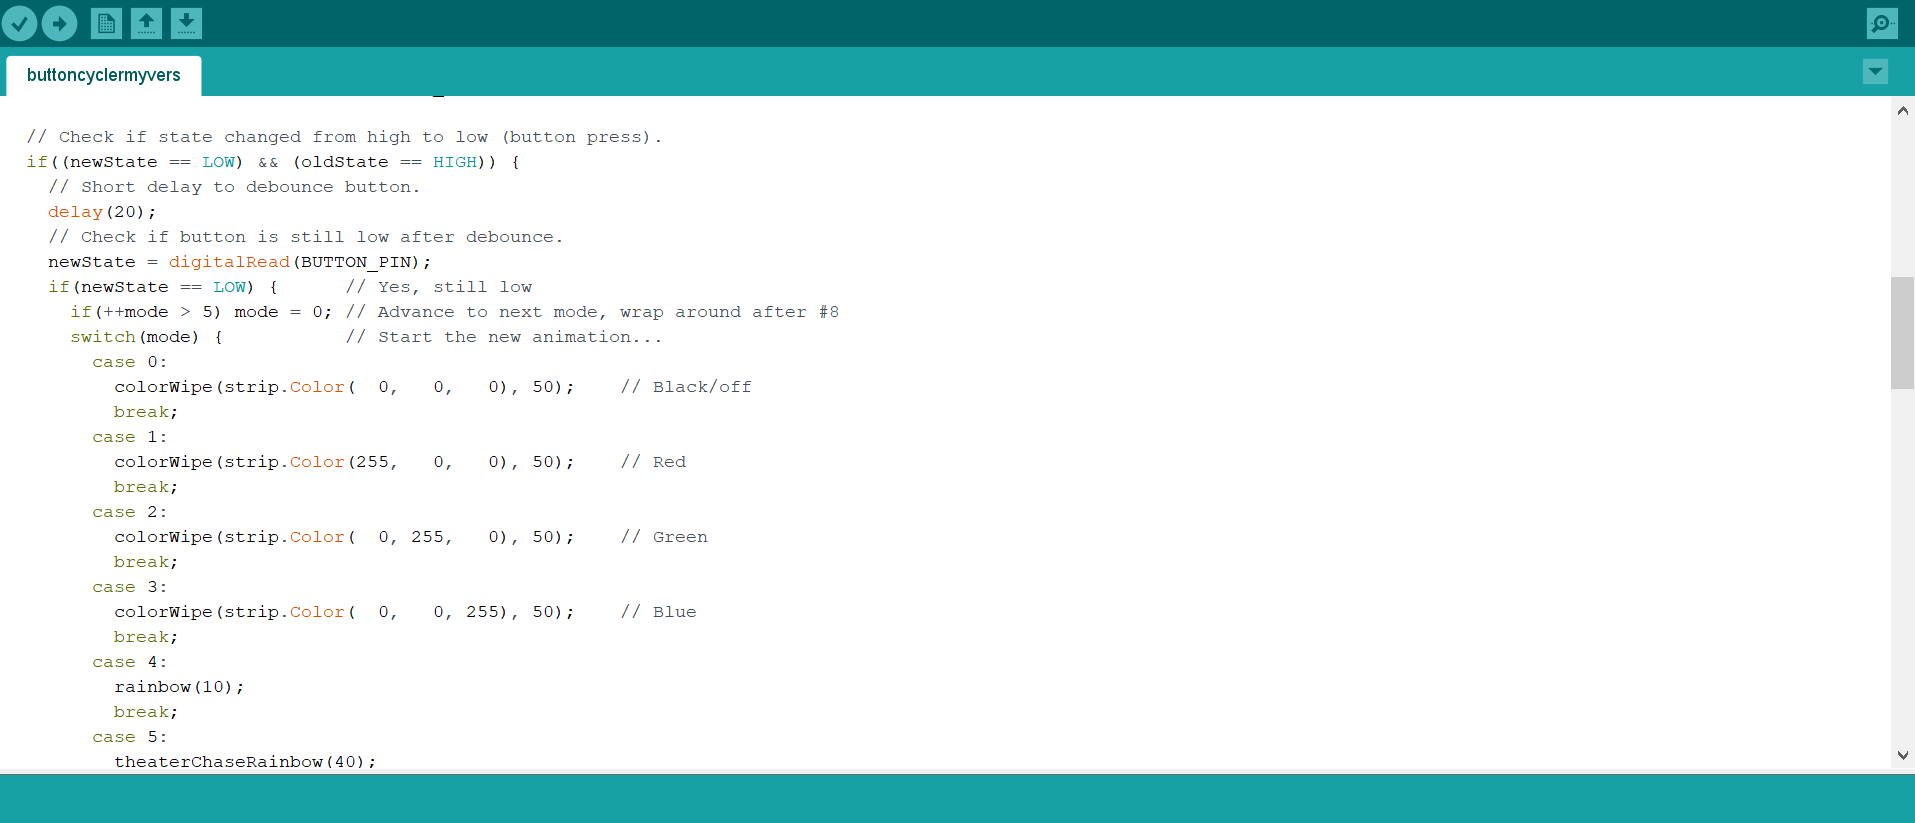 buttoncyclermyvers
// Check if state changed from high to low (button press).
if((newState == LOW) && (oldState == HIGH)) {
// Short delay to debounce button.
delay(20);
// Check if button is still low after debounce.
newState = digitalRead(BUTTON_PIN);
if(newState == LOW) {      // Yes, still low
if(++mode > 5) mode = 0; // Advance to next mode, wrap around after #8
switch(mode) {           // Start the new animation...
case 0:
colorWipe(strip.Color(  0,   0,   0), 50);    // Black/off
break;
case 1:
colorWipe(strip.Color(255,   0,   0), 50);    // Red
break;
case 2:
colorWipe(strip.Color(  0, 255,   0), 50);    // Green
break;
case 3:
colorWipe(strip.Color(  0,   0, 255), 50);    // Blue
break;
case 4:
rainbow(10);
break;
case 5:
theaterChaseRainbow(40);